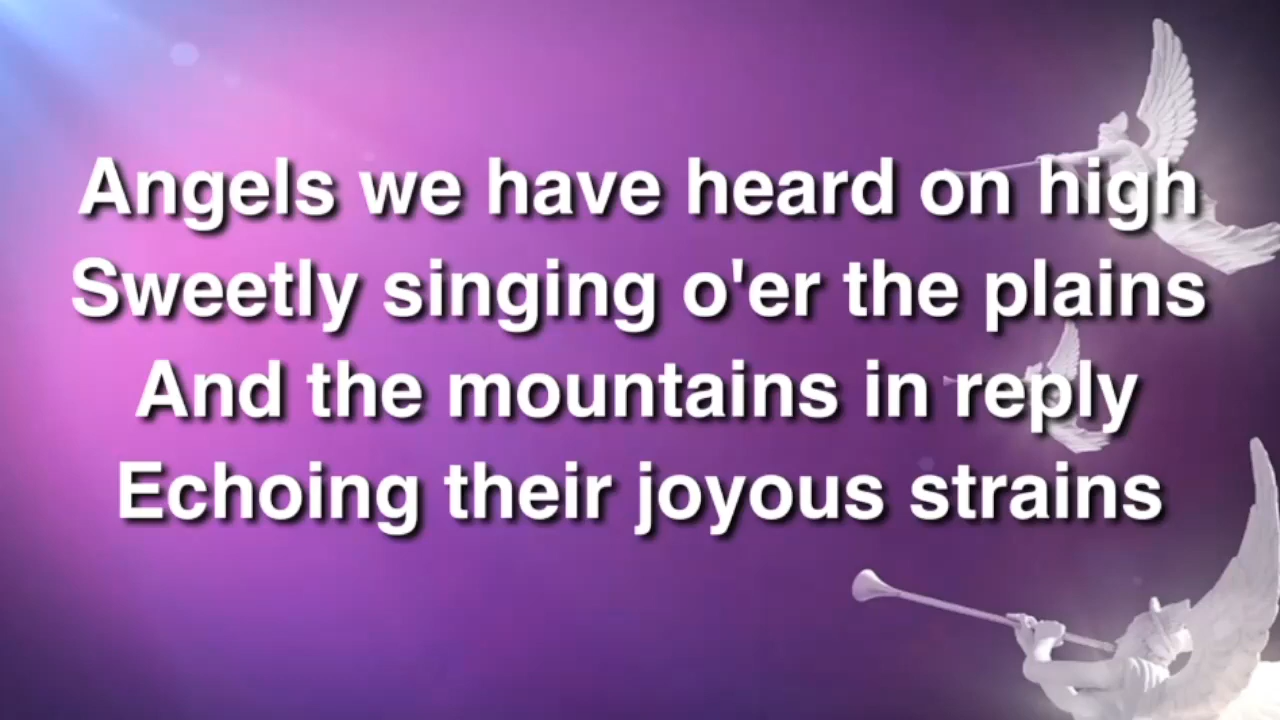 Angels we have heard on high
Sweetly singing o'er the plains
And the mountains in reply
Echoing their joyous strains